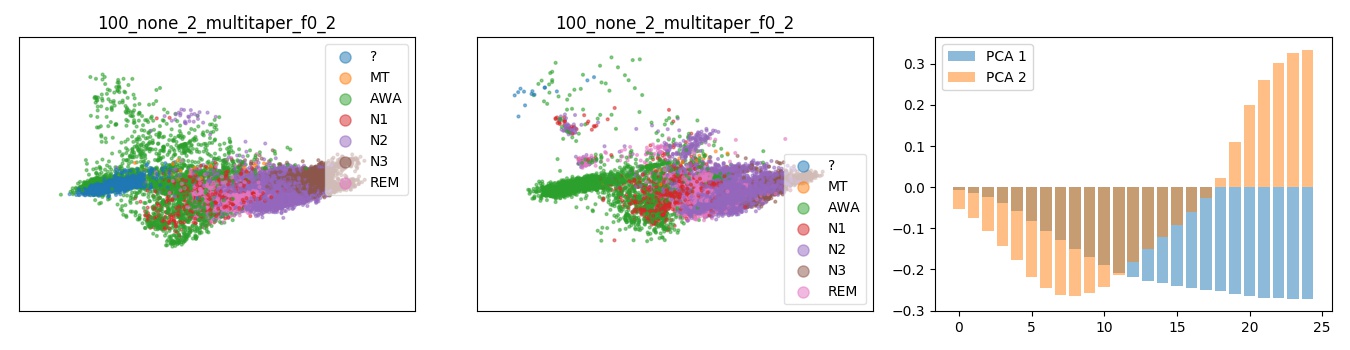 100_none_2_multitaper_f0_2
?
MT
AWA
N1
N2
N3
REM
100_none_2_multitaper_f0_2
?
MT
AWA
N1
N2
N3
REM
PCA 1
PCA 2
0.3
0.2
0.1
0.0
−0.1
−0.2
−0.3
0 5 10 15 20 25